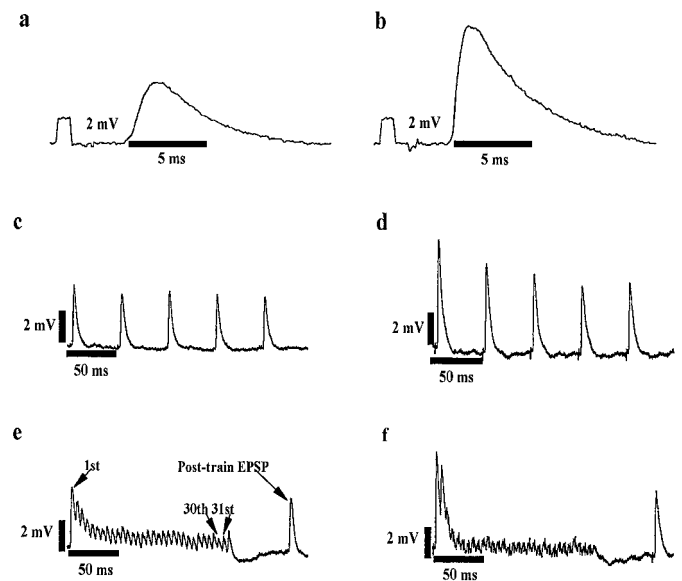 a
b
2 mV
5 ms
2 mV
5 ms
c
d
2 mV
50 ms
2 mV
50 ms
e
f
1st
Post-train EPSP
30th 31st
2 mV
50 ms
2 mV
50 ms